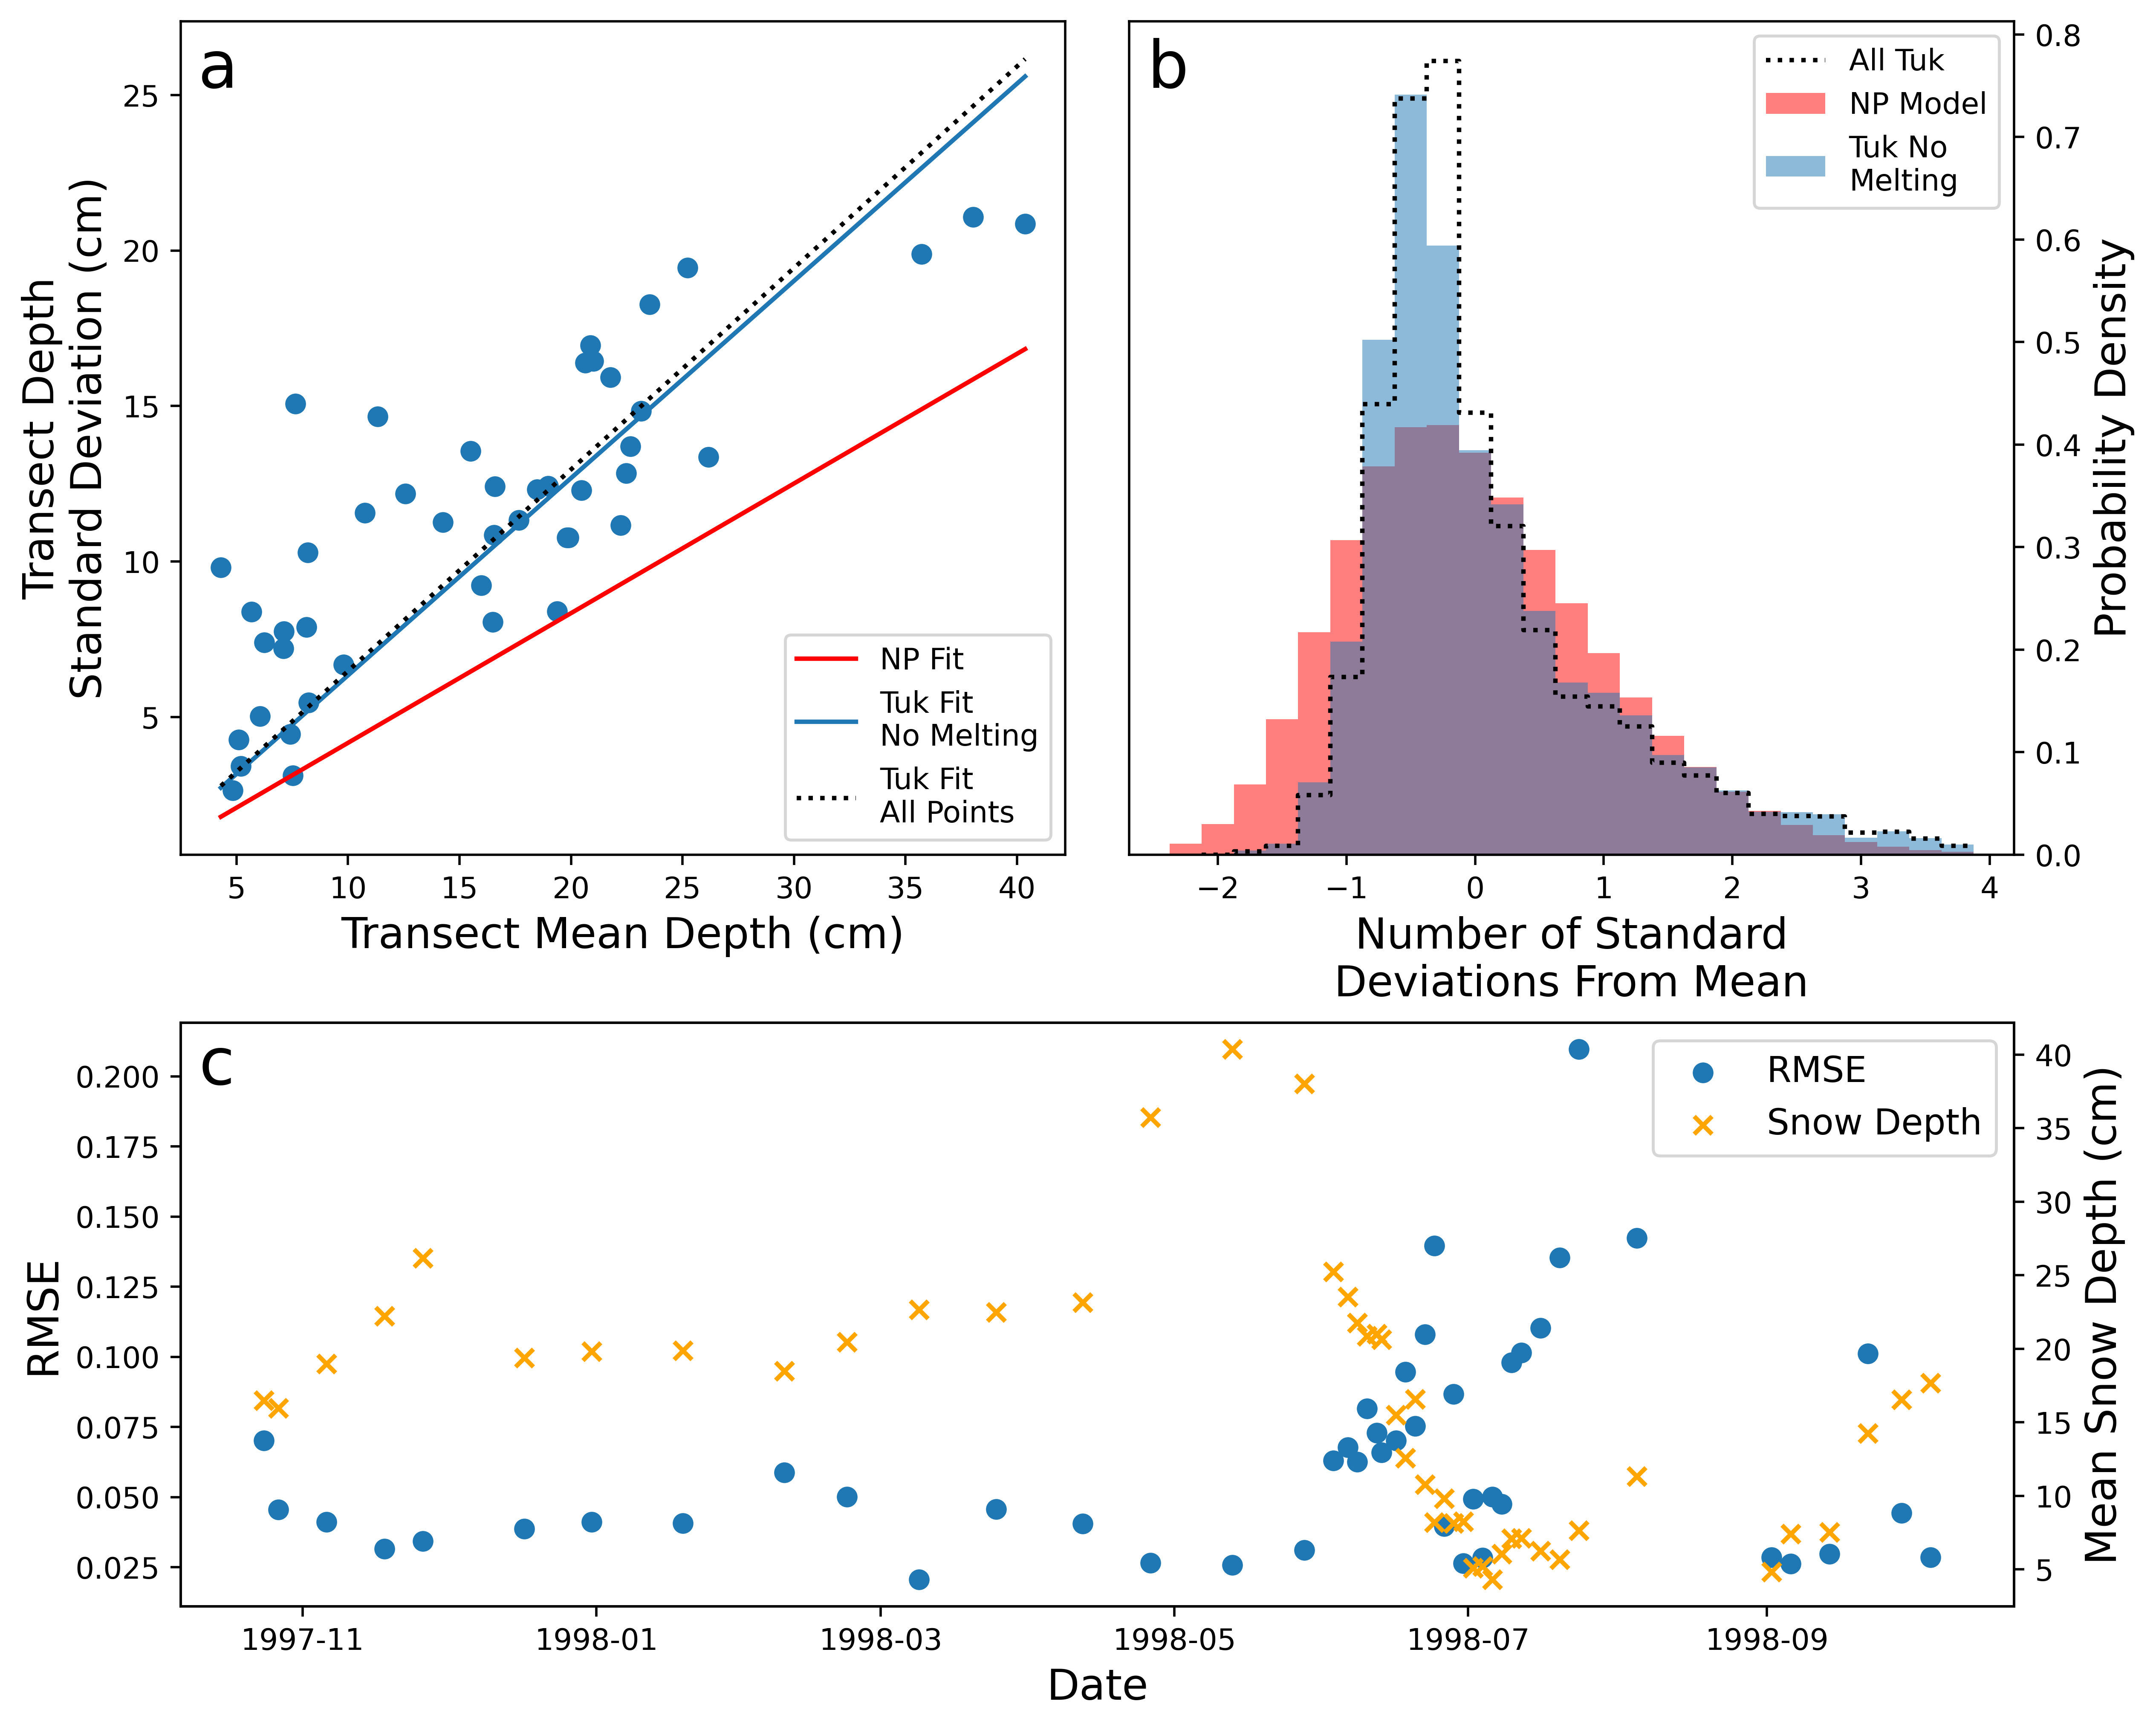 a
25
20
15
10
5
Transect Depth
Standard Deviation (cm)
NP Fit
Tuk Fit
No Melting
Tuk Fit
All Points
5 10 15 20 25 30 35 40
Transect Mean Depth (cm)
b
All Tuk
NP Model
Tuk No
Melting
0.8
0.7
0.6
0.5
0.4
0.3
0.2
0.1
0.0
Probability Density
−2 −1 0 1 2 3 4
Number of Standard
Deviations From Mean
c
0.200
0.175
0.150
0.125
0.100
0.075
0.050
0.025
RMSE
RMSE
Snow Depth
40
35
30
25
20
15
10
5
Mean Snow Depth (cm)
1997-11 1998-01 1998-03 1998-05 1998-07 1998-09
Date